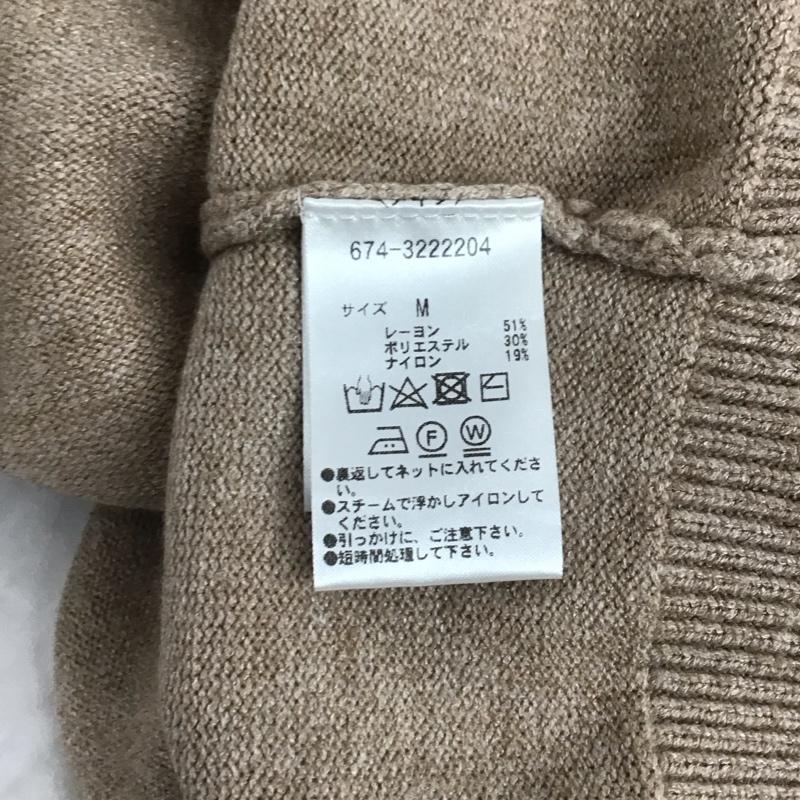 674-3222204
サイズ M
レーヨン 51%
ポリエステル 30%
ナイロン 19%
F W
●裏返してネットに入れてくださ
い。
●スチームで浮かしアイロンして
ください。
●引っかけに、ご注意下さい。
●短時間処理して下さい。